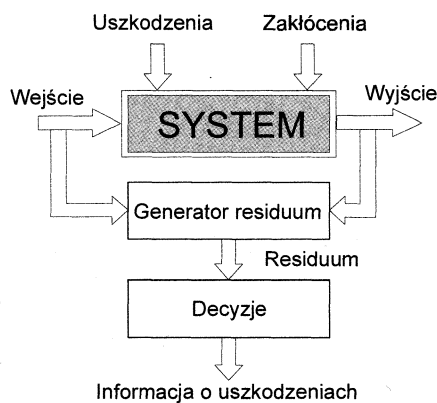 Uszkodzenia
Zakłócenia
Wejście
SYSTEM
Wyjście
Generator residuum
Residuum
Decyzje
Informacja o uszkodzeniach